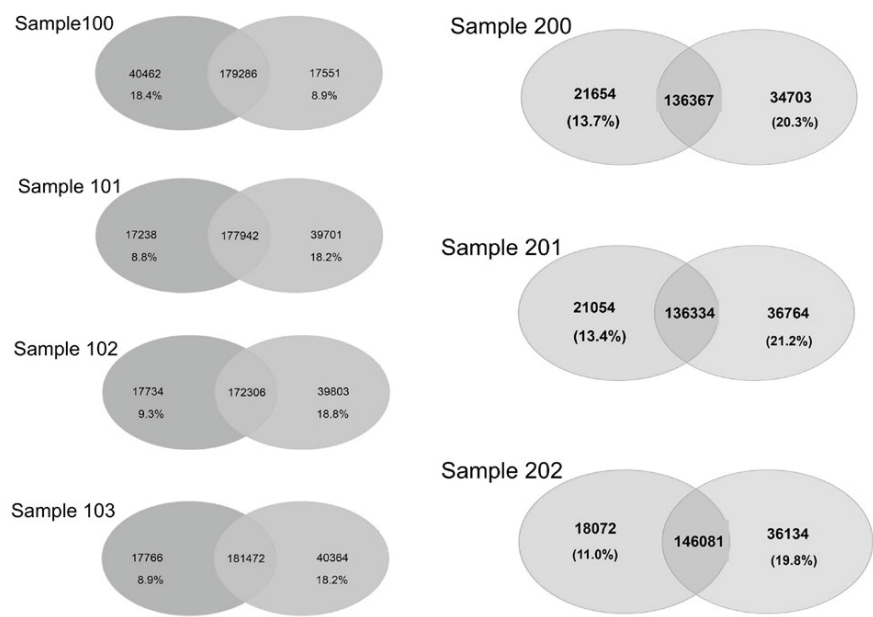 Sample100
40462 179286 17551
18.4% 8.9%
Sample 101
17238 177942 39701
8.8% 18.2%
Sample 102
17734 172306 39803
9.3% 18.8%
Sample 103
17766 181472 40364
8.9% 18.2%
Sample 200
21654 136367 34703
(13.7%) (20.3%)
Sample 201
21054 136334 36764
(13.4%) (21.2%)
Sample 202
18072 146081 36134
(11.0%) (19.8%)